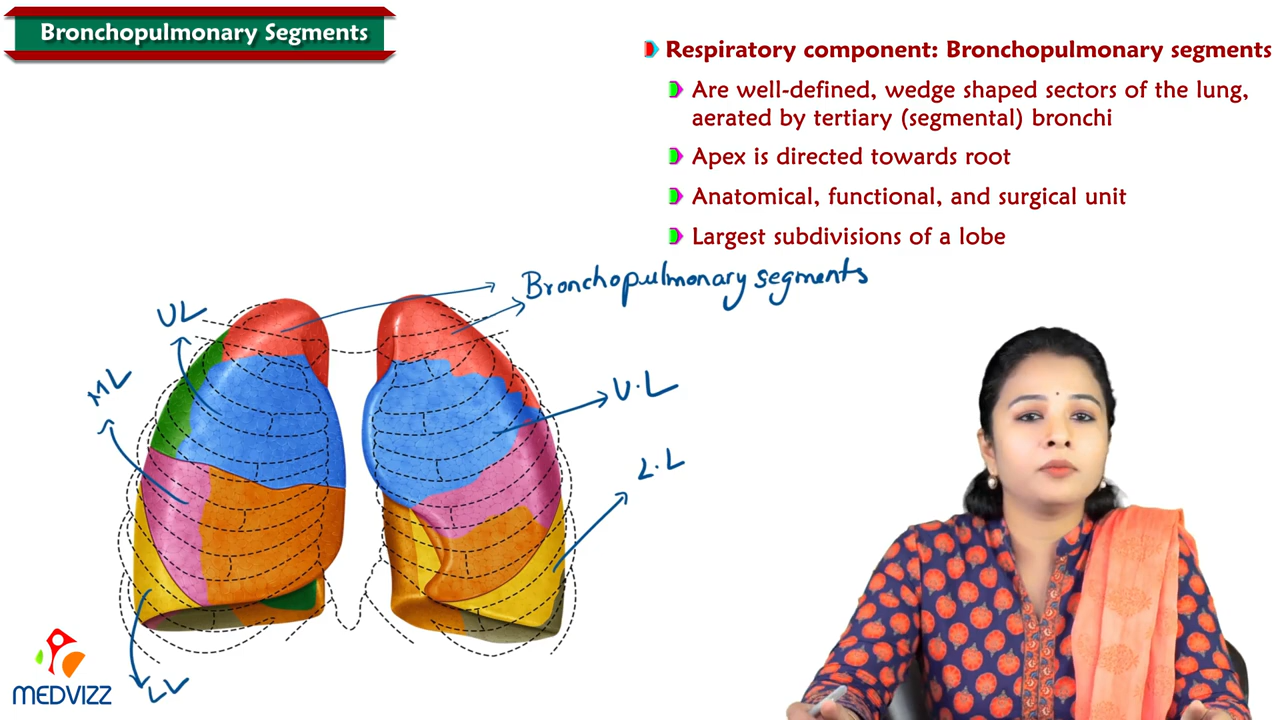 Bronchopulmonary Segments
Respiratory component: Bronchopulmonary segments
Are well-defined, wedge shaped sectors of the lung,
aerated by tertiary (segmental) bronchi
Apex is directed towards root
Anatomical, functional, and surgical unit
Largest subdivisions of a lobe
Bronchopulmonary segments
UL
ML
U.L
L.L
LL
MEDVIZZ